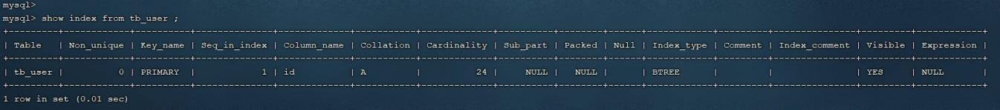 mysql>
mysql> show index from tb_user ;
+---------+------------+----------+--------------+-------------+-----------+-------------+----------+--------+------+------------+---------+---------------+---------+------------+
| Table   | Non_unique | Key_name | Seq_in_index | Column_name | Collation | Cardinality | Sub_part | Packed | Null | Index_type | Comment | Index_comment | Visible | Expression |
+---------+------------+----------+--------------+-------------+-----------+-------------+----------+--------+------+------------+---------+---------------+---------+------------+
| tb_user |          0 | PRIMARY  |            1 | id          | A         |          24 |     NULL |   NULL |      | BTREE      |         |               | YES     | NULL       |
+---------+------------+----------+--------------+-------------+-----------+-------------+----------+--------+------+------------+---------+---------------+---------+------------+
1 row in set (0.01 sec)